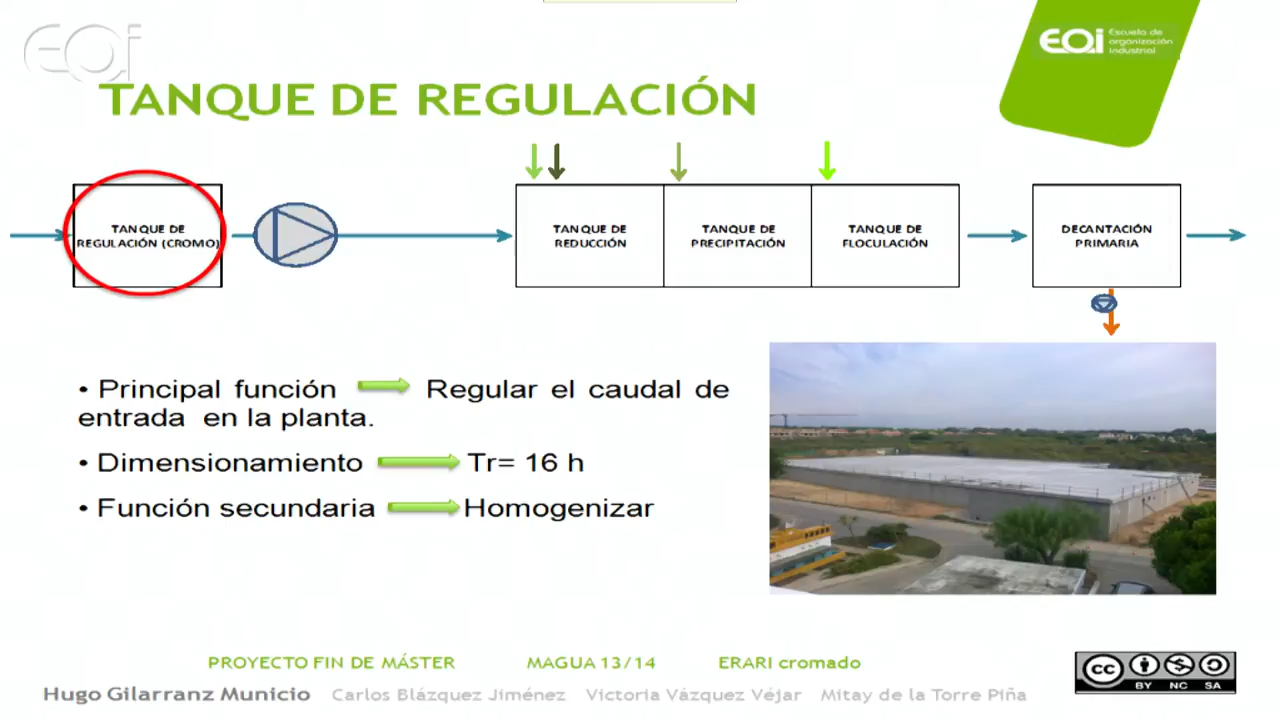 EOi
EOi Escuela de
organización
industrial
TANQUE DE REGULACIÓN
TANQUE DE
REGULACIÓN (CROMO)
TANQUE DE
REDUCCIÓN
TANQUE DE
PRECIPITACIÓN
TANQUE DE
FLOCULACIÓN
DECANTACIÓN
PRIMARIA
• Principal función Regular el caudal de
entrada en la planta.
• Dimensionamiento Tr= 16 h
• Función secundaria Homogenizar
PROYECTO FIN DE MÁSTER MAGUA 13/14 ERARI cromado
Hugo Gilarranz Municio Carlos Blázquez Jiménez Victoria Vázquez Véjar Mitay de la Torre Piña
cc BY NC SA